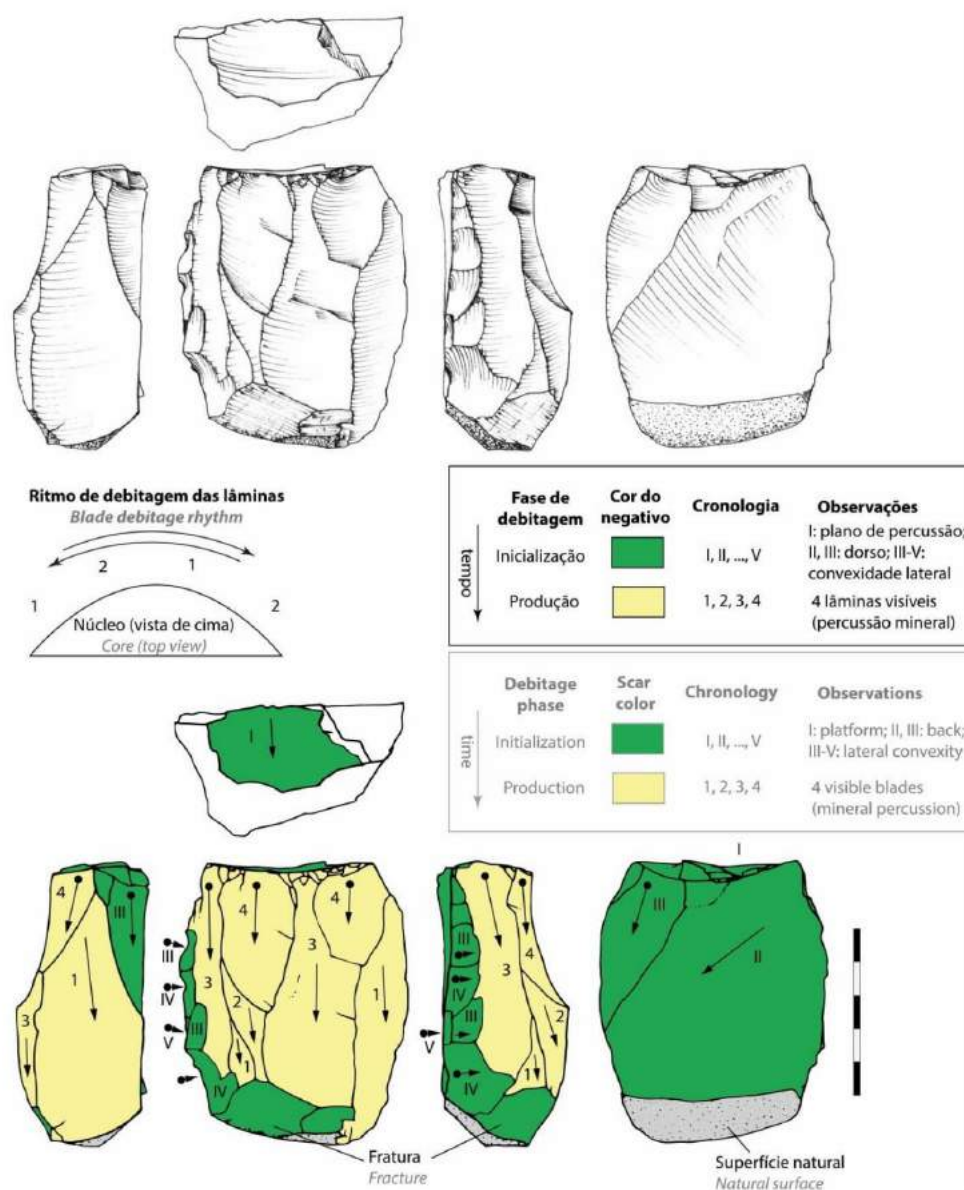 Ritmo de debitagem das lâminas
Blade debitage rhythm
2 1
1 2
Núcleo (vista de cima)
Core (top view)
tempo
Fase de debitagem
Cor do negativo
Cronologia
Observações
Inicialização
I, II, ..., V
I: plano de percussão;
II, III: dorso; III-V:
convexidade lateral
Produção
1, 2, 3, 4
4 lâminas visíveis
(percussão mineral)
time
Debitage phase
Scar color
Chronology
Observations
Initialization
I, II, ..., V
I: platform; II, III: back;
III-V: lateral convexity
Production
1, 2, 3, 4
4 visible blades
(mineral percussion)
I
4
III
1
3
III
IV
V
3
4
2
1
IV
3
4
1
III
IV
III
V
IV
3
4
2
1
I
III
II
Fratura
Fracture
Superfície natural
Natural surface